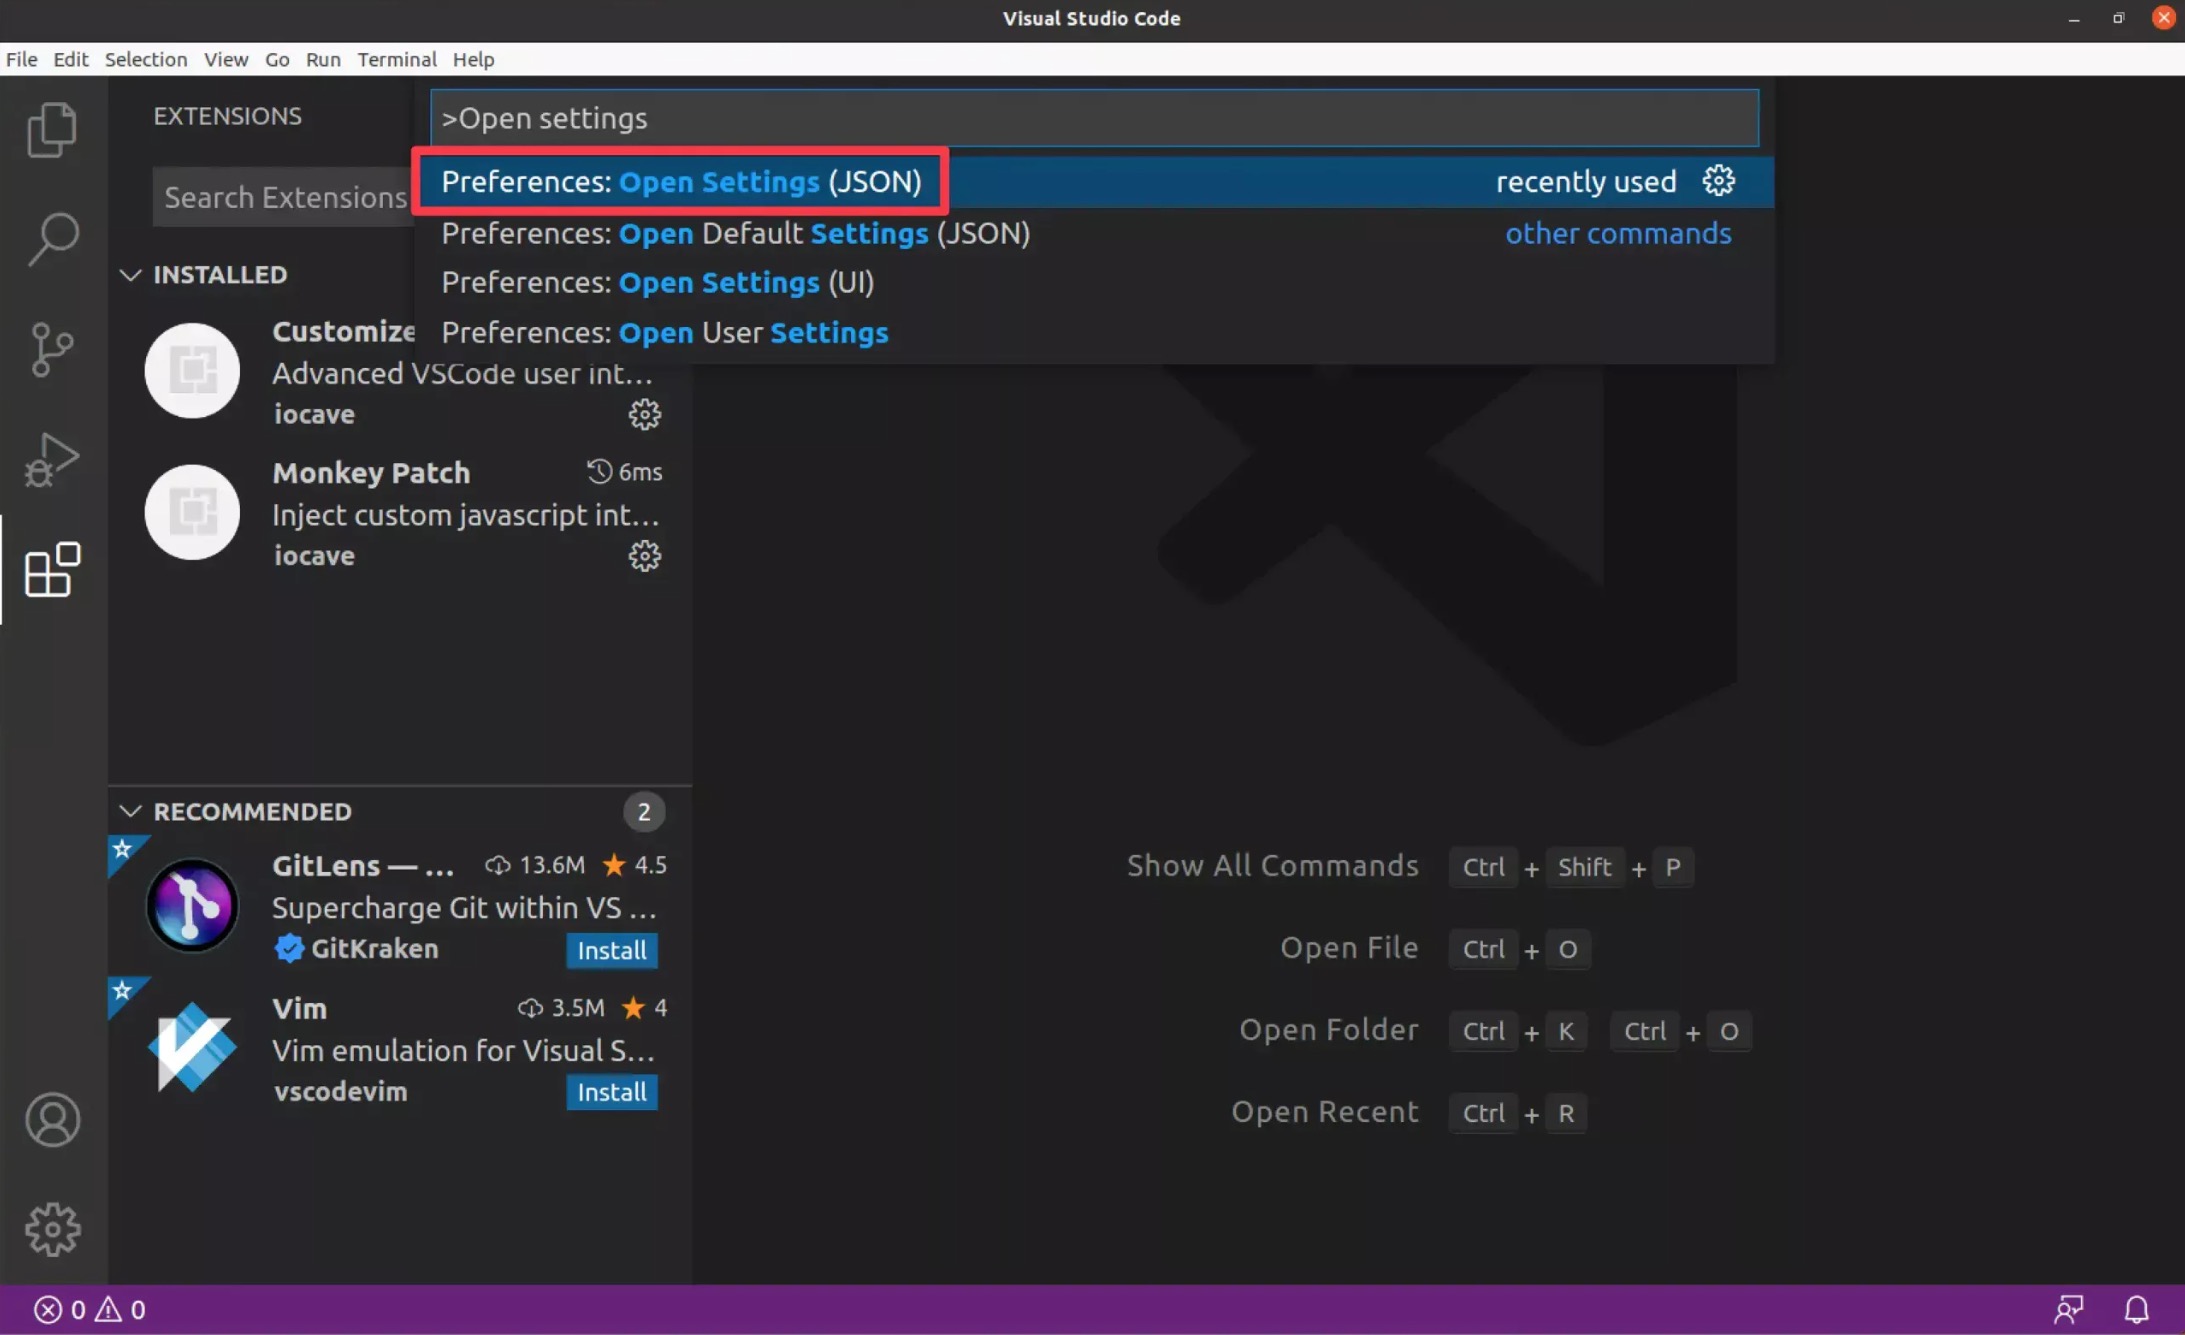 Visual Studio Code
File Edit Selection View Go Run Terminal Help
EXTENSIONS
>Open settings
Search Extensions
Preferences: Open Settings (JSON) recently used
Preferences: Open Default Settings (JSON) other commands
Preferences: Open Settings (UI)
Preferences: Open User Settings
INSTALLED
Customize
Advanced VSCode user int...
iocave
Monkey Patch 6ms
Inject custom javascript int...
iocave
RECOMMENDED 2
GitLens — ... 13.6M 4.5
Supercharge Git within VS ...
GitKraken Install
Vim 3.5M 4
Vim emulation for Visual S...
vscodevim Install
Show All Commands Ctrl + Shift + P
Open File Ctrl + O
Open Folder Ctrl + K Ctrl + O
Open Recent Ctrl + R
0 0